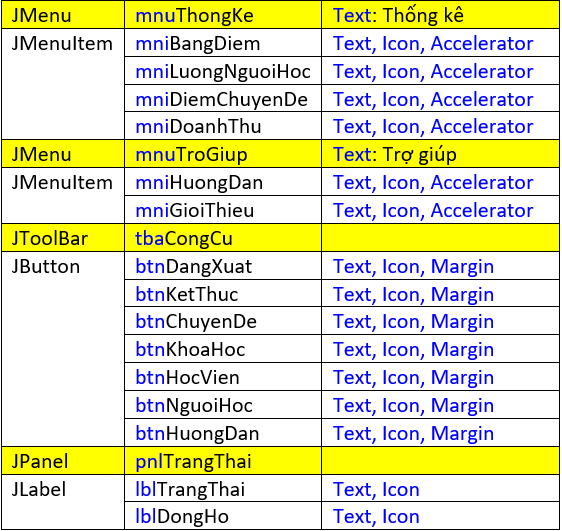 JMenu mnuThongKe Text: Thống kê
JMenuItem mniBangDiem Text, Icon, Accelerator
mniLuongNguoiHoc Text, Icon, Accelerator
mniDiemChuyenDe Text, Icon, Accelerator
mniDoanhThu Text, Icon, Accelerator
JMenu mnuTroGiup Text: Trợ giúp
JMenuItem mniHuongDan Text, Icon, Accelerator
mniGioiThieu Text, Icon, Accelerator
JToolBar tbaCongCu
JButton btnDangXuat Text, Icon, Margin
btnKetThuc Text, Icon, Margin
btnChuyenDe Text, Icon, Margin
btnKhoaHoc Text, Icon, Margin
btnHocVien Text, Icon, Margin
btnNguoiHoc Text, Icon, Margin
btnHuongDan Text, Icon, Margin
JPanel pnlTrangThai
JLabel lblTrangThai Text, Icon
lblDongHo Text, Icon